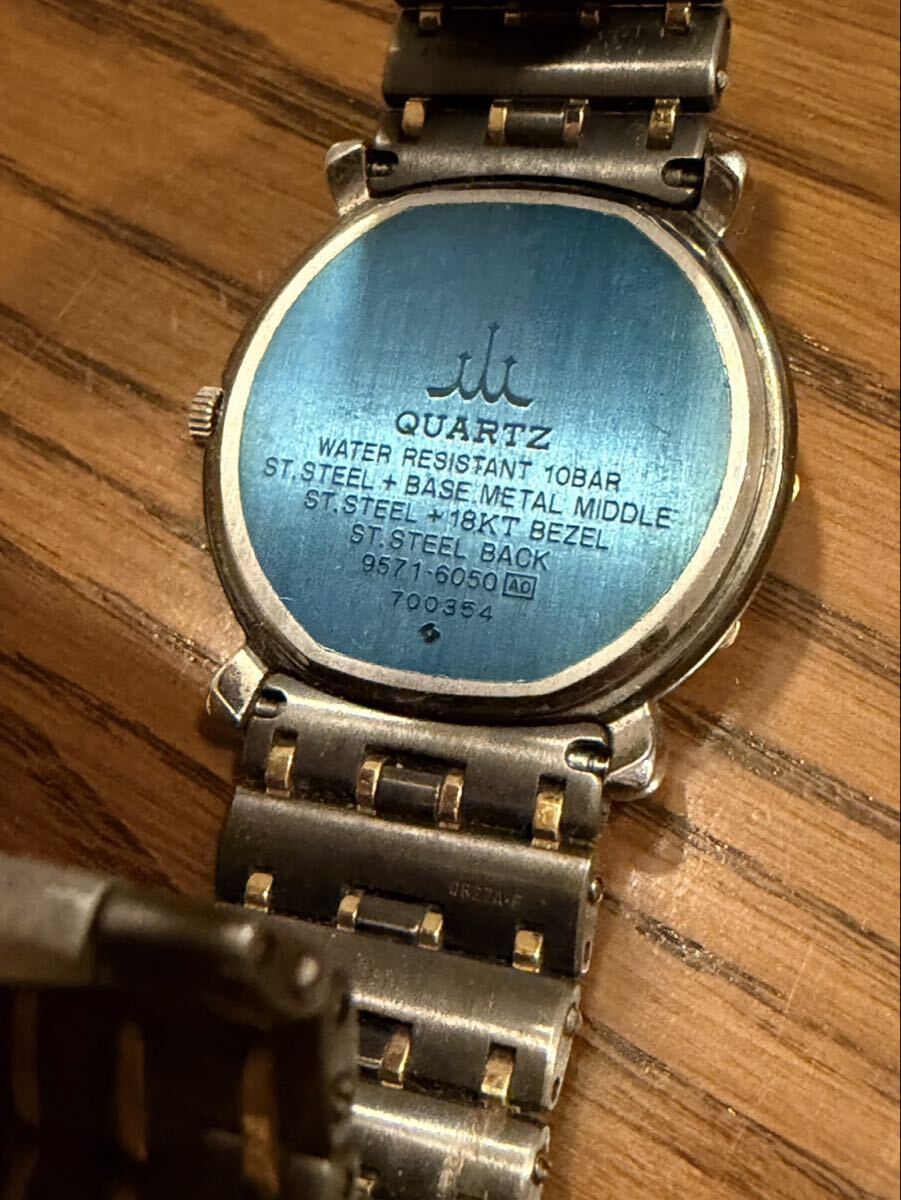 QUARTZ
WATER RESISTANT 10BAR
ST.STEEL + BASE METAL MIDDLE
ST.STEEL + 18KT BEZEL
ST.STEEL BACK
9571-6050 A0
700354